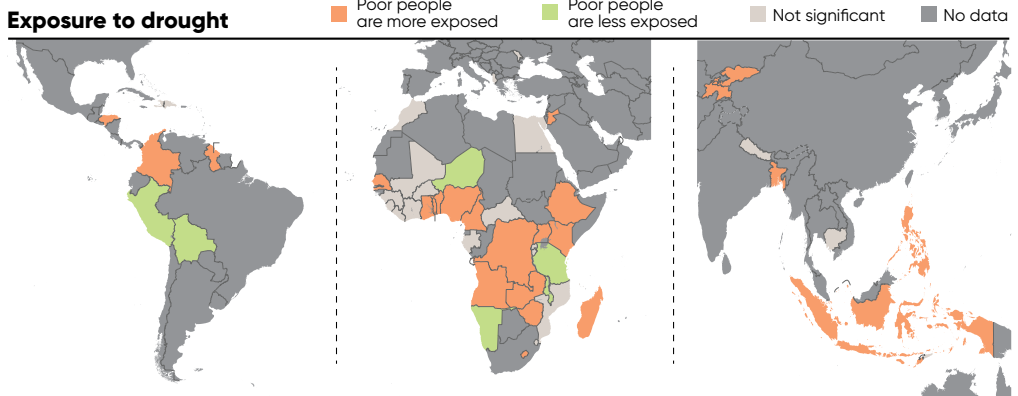 Exposure to drought
Poor people
are more exposed
Poor people
are less exposed
Not significant
No data